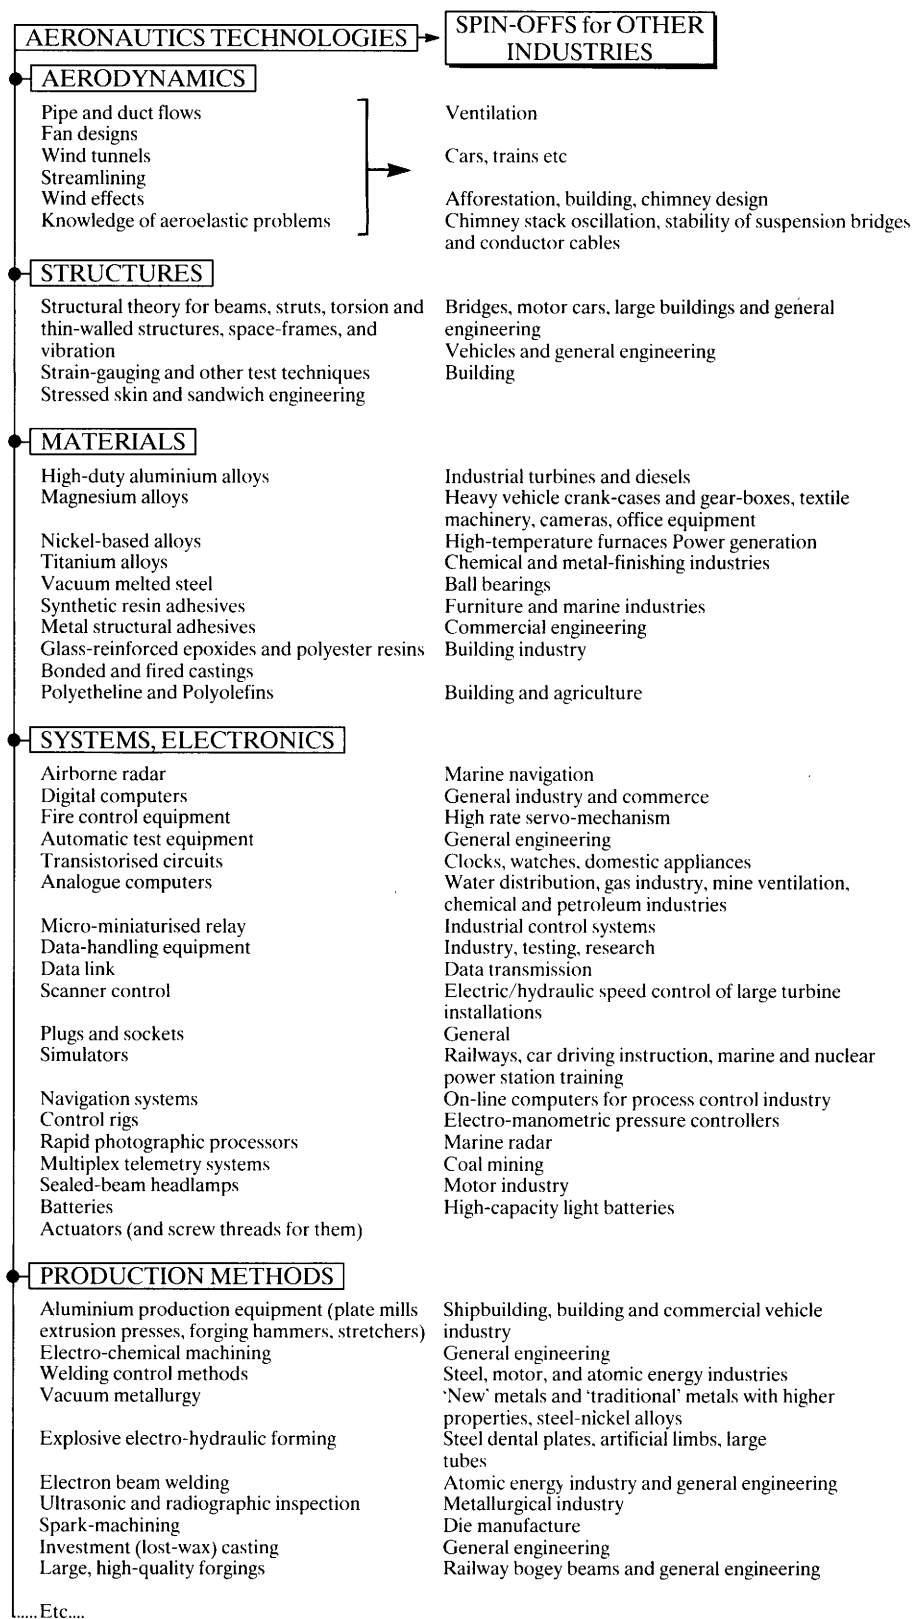 AERONAUTICS TECHNOLOGIES
SPIN-OFFS for OTHER
INDUSTRIES
AERODYNAMICS
Pipe and duct flows
Fan designs
Wind tunnels
Streamlining
Wind effects
Knowledge of aeroelastic problems
Ventilation
Cars, trains etc
Afforestation, building, chimney design
Chimney stack oscillation, stability of suspension bridges
and conductor cables
STRUCTURES
Structural theory for beams, struts, torsion and
thin-walled structures, space-frames, and
vibration
Strain-gauging and other test techniques
Stressed skin and sandwich engineering
Bridges, motor cars, large buildings and general
engineering
Vehicles and general engineering
Building
MATERIALS
High-duty aluminium alloys
Industrial turbines and diesels
Magnesium alloys
Heavy vehicle crank-cases and gear-boxes, textile
machinery, cameras, office equipment
Nickel-based alloys
High-temperature furnaces Power generation
Titanium alloys
Chemical and metal-finishing industries
Vacuum melted steel
Ball bearings
Synthetic resin adhesives
Furniture and marine industries
Metal structural adhesives
Commercial engineering
Glass-reinforced epoxides and polyester resins
Building industry
Bonded and fired castings
Polyetheline and Polyolefins
Building and agriculture
SYSTEMS, ELECTRONICS
Airborne radar
Marine navigation
Digital computers
General industry and commerce
Fire control equipment
High rate servo-mechanism
Automatic test equipment
General engineering
Transistorised circuits
Clocks, watches, domestic appliances
Analogue computers
Water distribution, gas industry, mine ventilation,
chemical and petroleum industries
Micro-miniaturised relay
Industrial control systems
Data-handling equipment
Industry, testing, research
Data link
Data transmission
Scanner control
Electric/hydraulic speed control of large turbine
installations
Plugs and sockets
General
Simulators
Railways, car driving instruction, marine and nuclear
power station training
Navigation systems
On-line computers for process control industry
Control rigs
Electro-manometric pressure controllers
Rapid photographic processors
Marine radar
Multiplex telemetry systems
Coal mining
Sealed-beam headlamps
Motor industry
Batteries
High-capacity light batteries
Actuators (and screw threads for them)
PRODUCTION METHODS
Aluminium production equipment (plate mills
extrusion presses, forging hammers, stretchers)
Shipbuilding, building and commercial vehicle
industry
Electro-chemical machining
General engineering
Welding control methods
Steel, motor, and atomic energy industries
Vacuum metallurgy
'New' metals and 'traditional' metals with higher
properties, steel-nickel alloys
Explosive electro-hydraulic forming
Steel dental plates, artificial limbs, large
tubes
Electron beam welding
Atomic energy industry and general engineering
Ultrasonic and radiographic inspection
Metallurgical industry
Spark-machining
Die manufacture
Investment (lost-wax) casting
General engineering
Large, high-quality forgings
Railway bogey beams and general engineering
.....Etc....